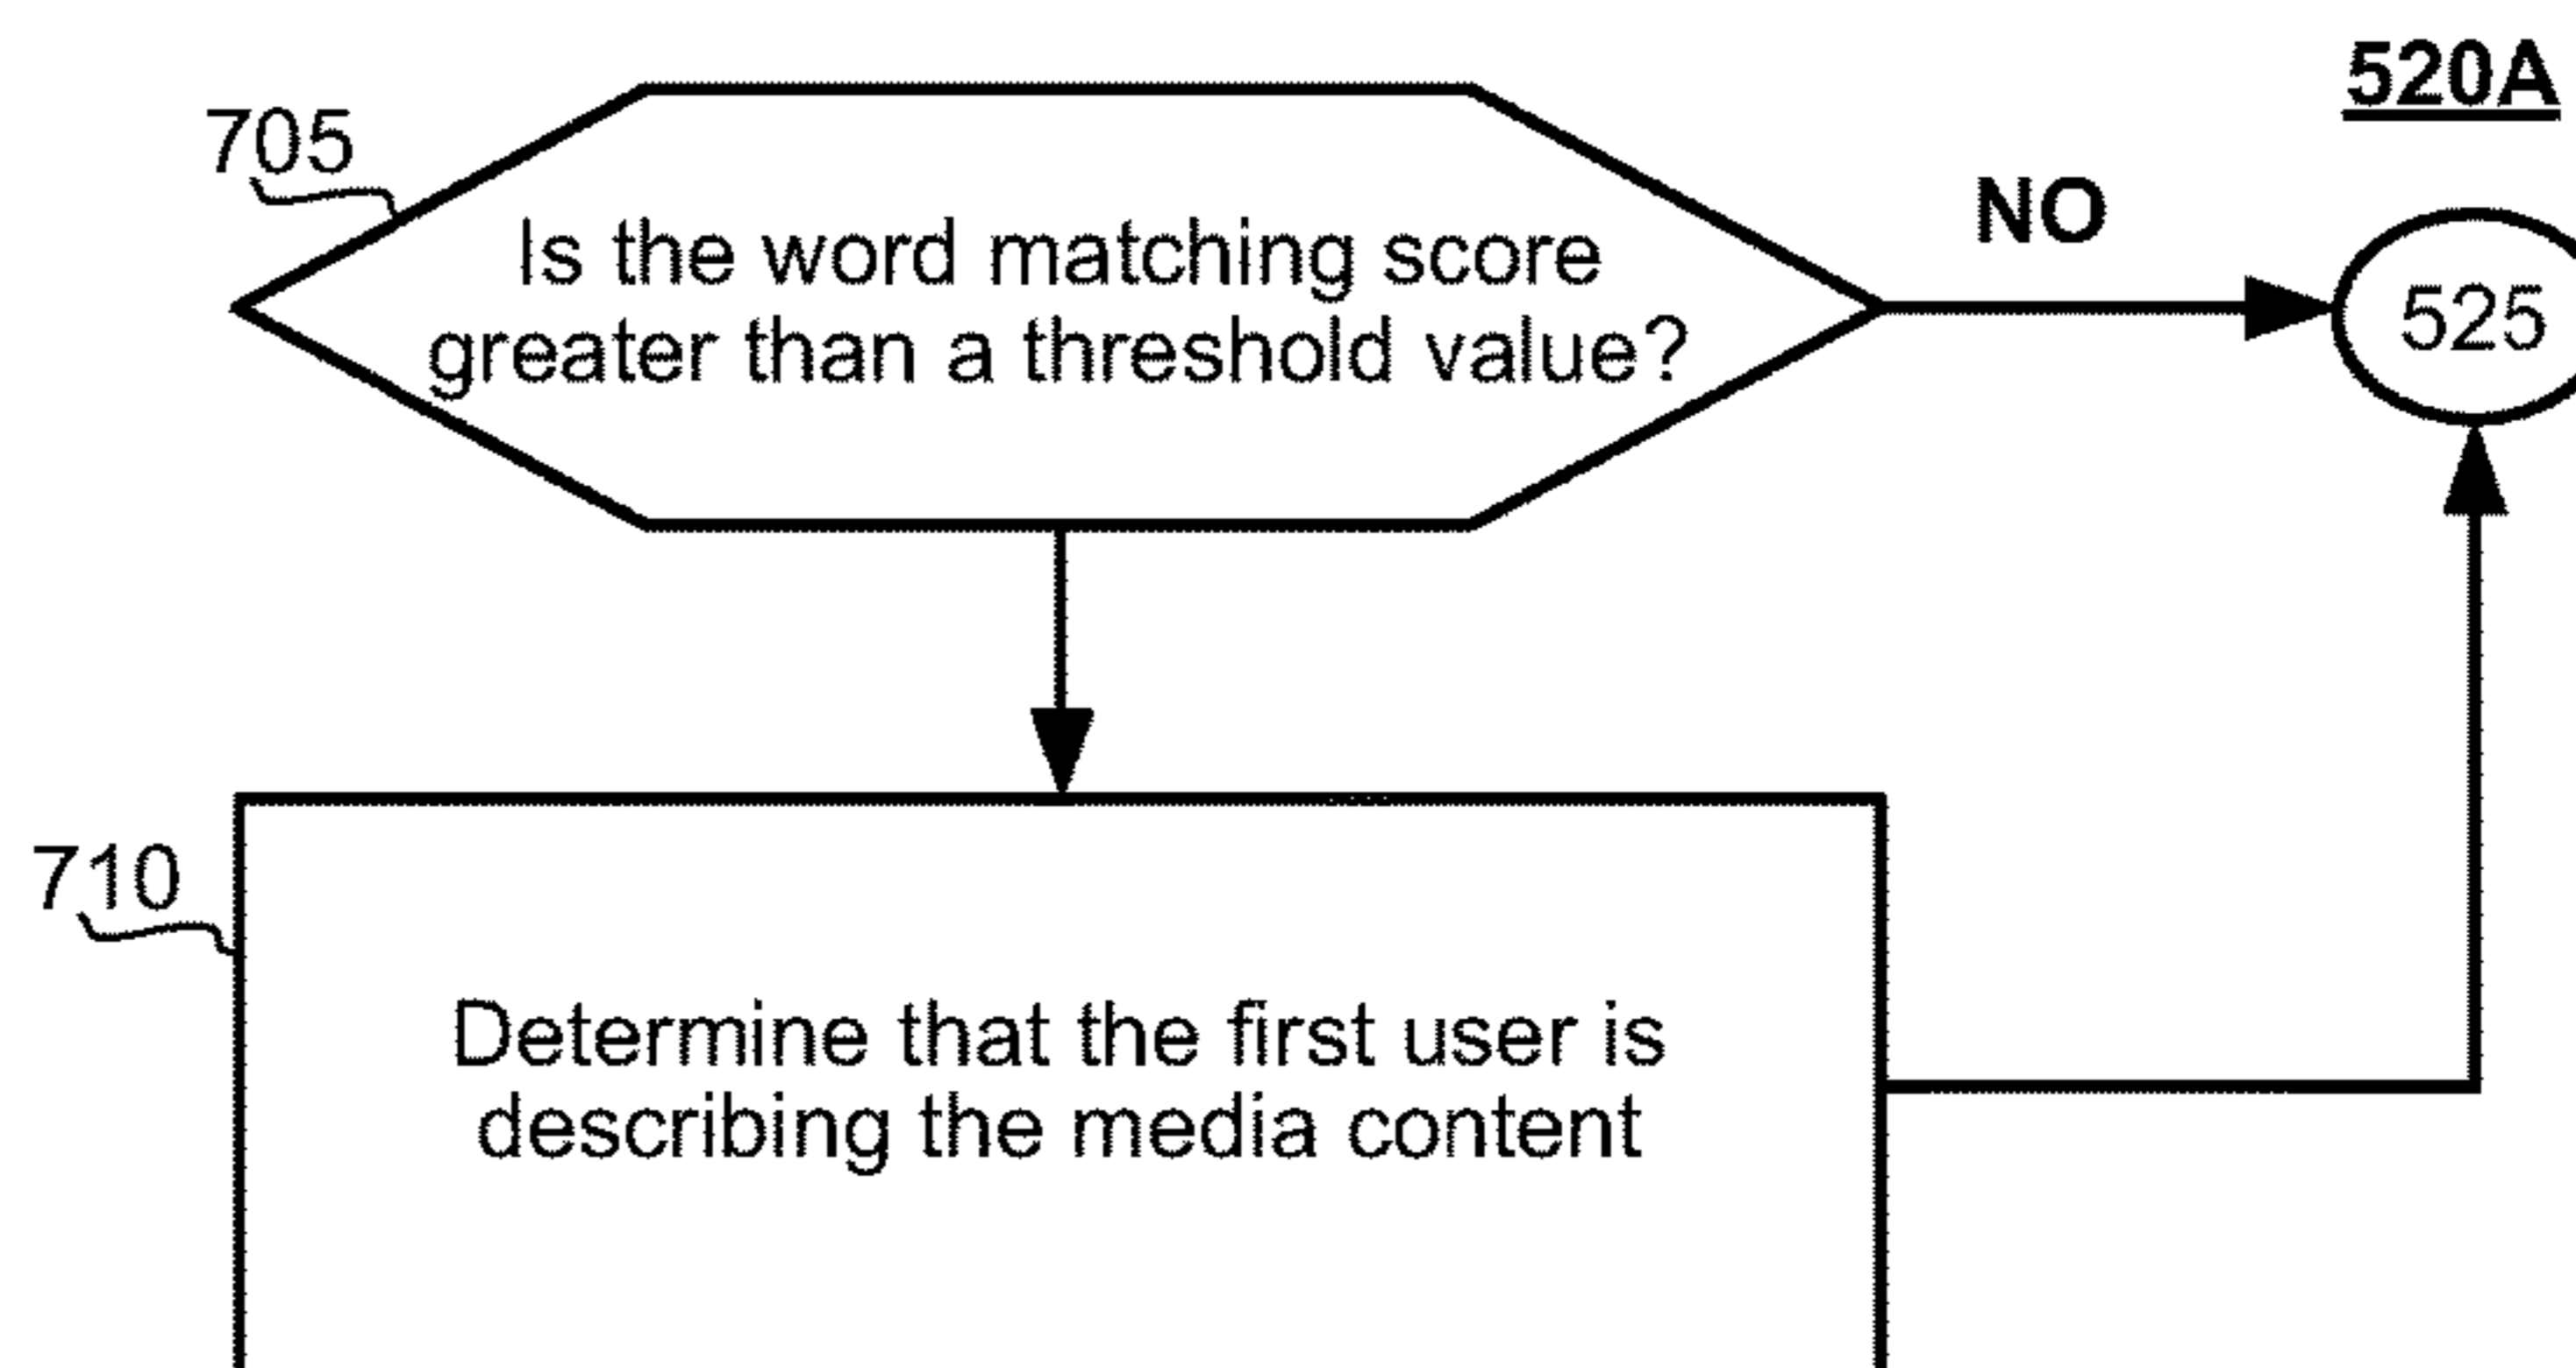 520A
705
Is the word matching score
greater than a threshold value?
NO
525
710
Determine that the first user is
describing the media content